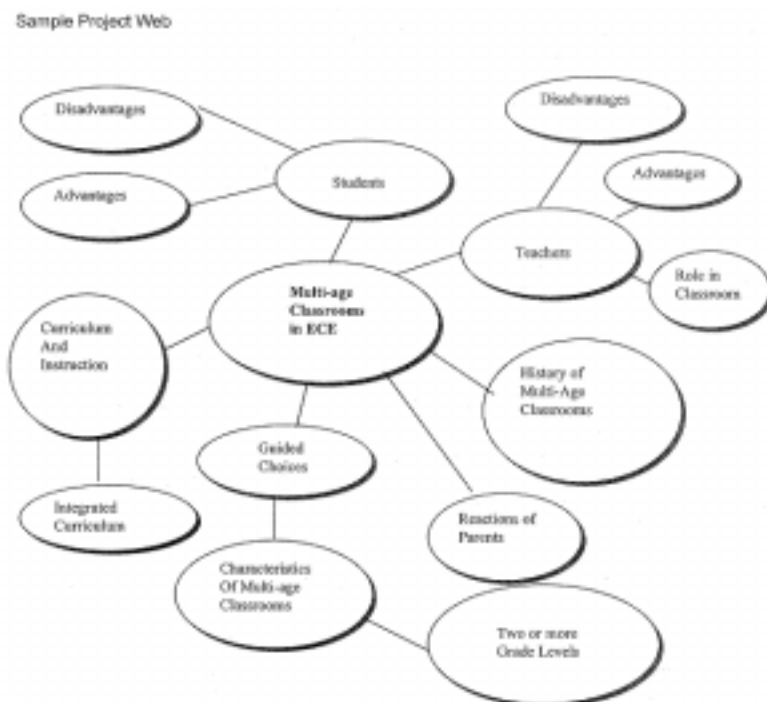 Sample Project Web
Disadvantages
Disadvantages
Students
Advantages
Advantages
Teachers
Role in
Classroom
Multi-age
Classrooms
in ECE
Curriculum
And
Instruction
History of
Multi-Age
Classrooms
Guided
Choices
Integrated
Curriculum
Reactions of
Parents
Characteristics
Of Multi-age
Classrooms
Two or more
Grade Levels